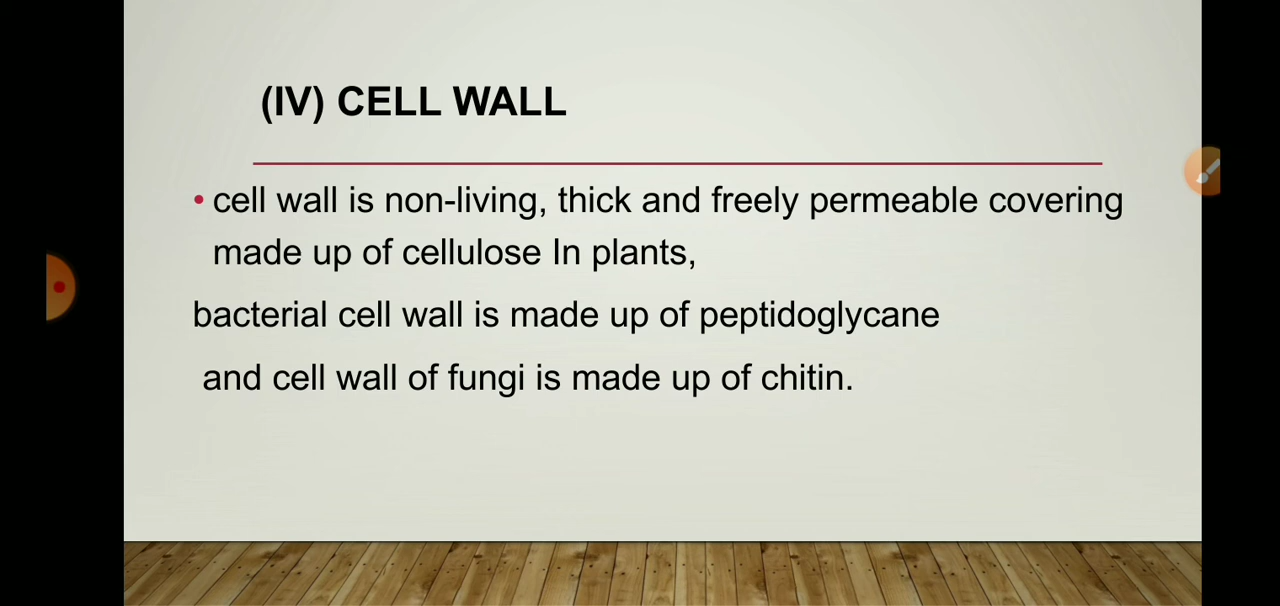 (IV) CELL WALL
• cell wall is non-living, thick and freely permeable covering
made up of cellulose In plants,
bacterial cell wall is made up of peptidoglycane
and cell wall of fungi is made up of chitin.